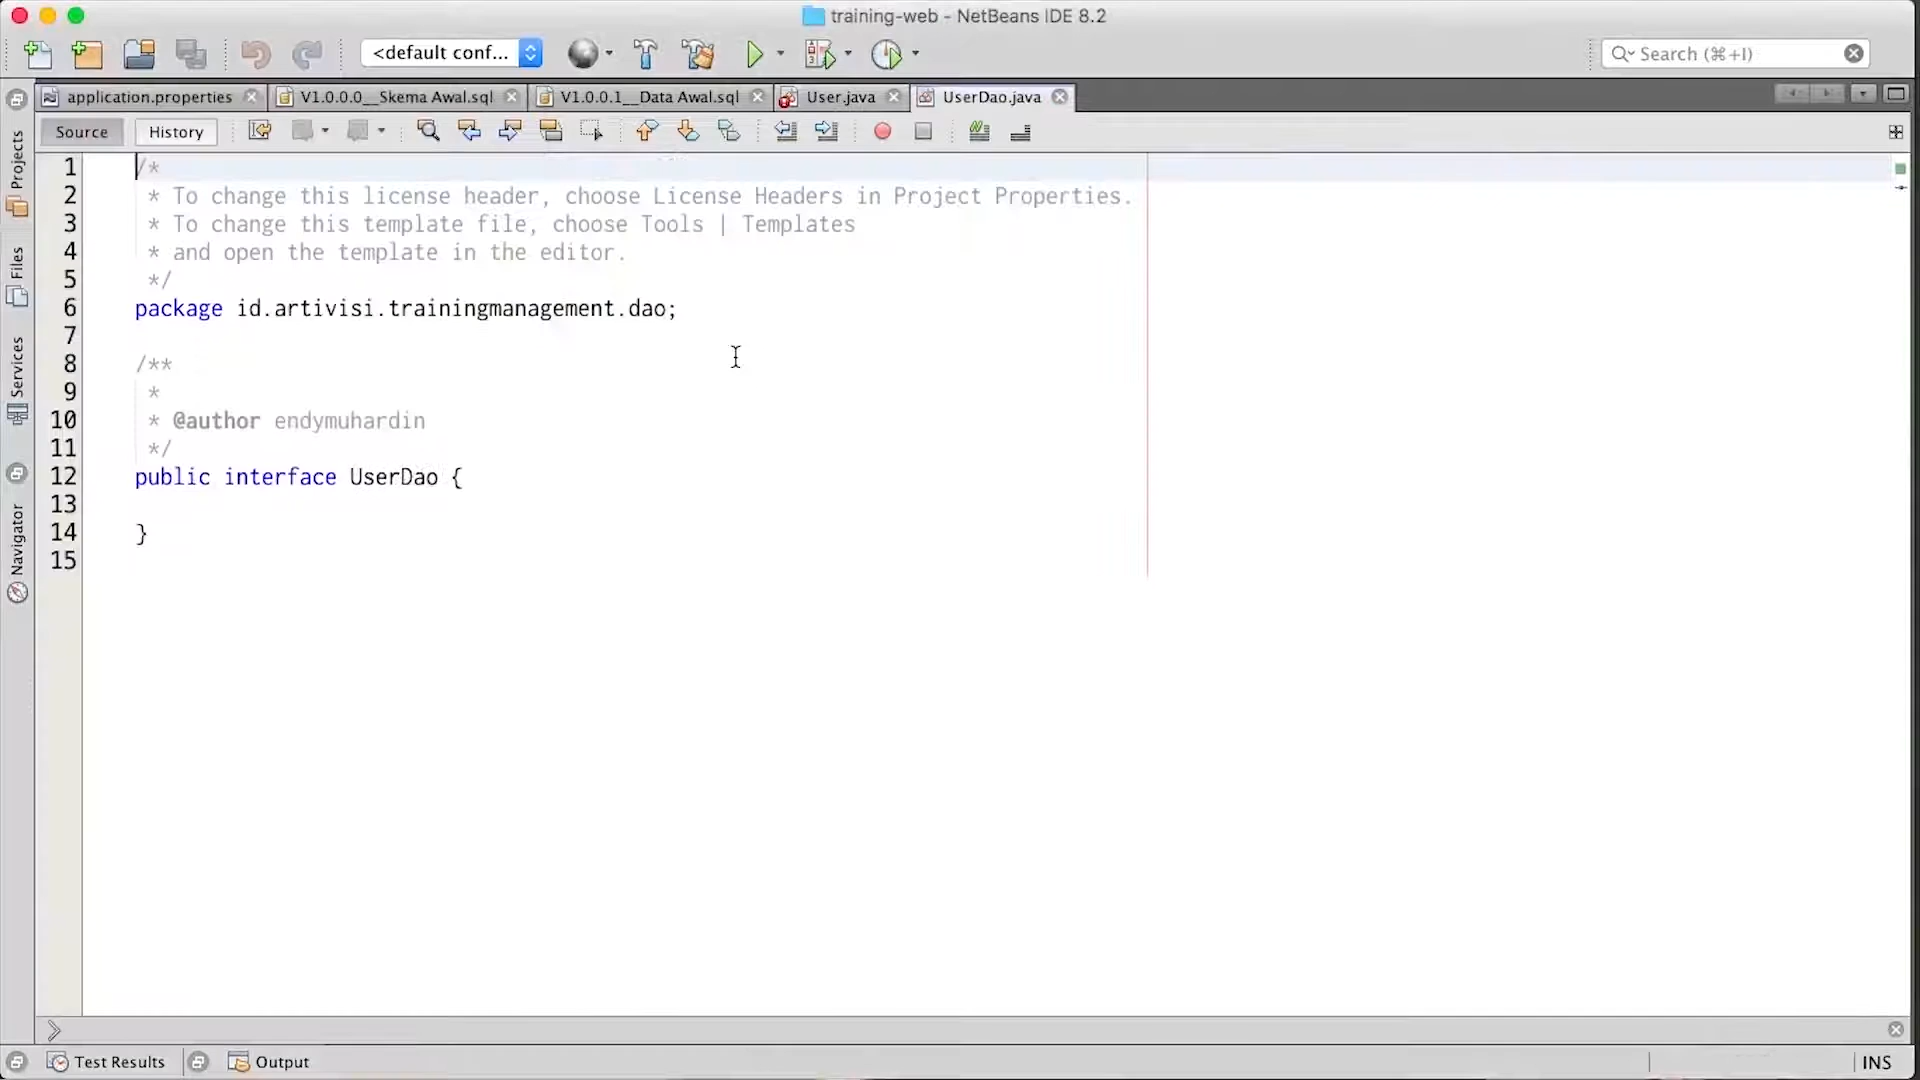 training-web - NetBeans IDE 8.2
<default conf...
Search (⌘+I)
application.properties
V1.0.0.0__Skema Awal.sql
V1.0.0.1__Data Awal.sql
User.java
UserDao.java
Source
History
Projects
Files
Services
Navigator
1 /*
2 * To change this license header, choose License Headers in Project Properties.
3 * To change this template file, choose Tools | Templates
4 * and open the template in the editor.
5 */
6 package id.artivisi.trainingmanagement.dao;
7
8 /**
9 *
10 * @author endymuhardin
11 */
12 public interface UserDao {
13
14 }
15
Test Results
Output
INS